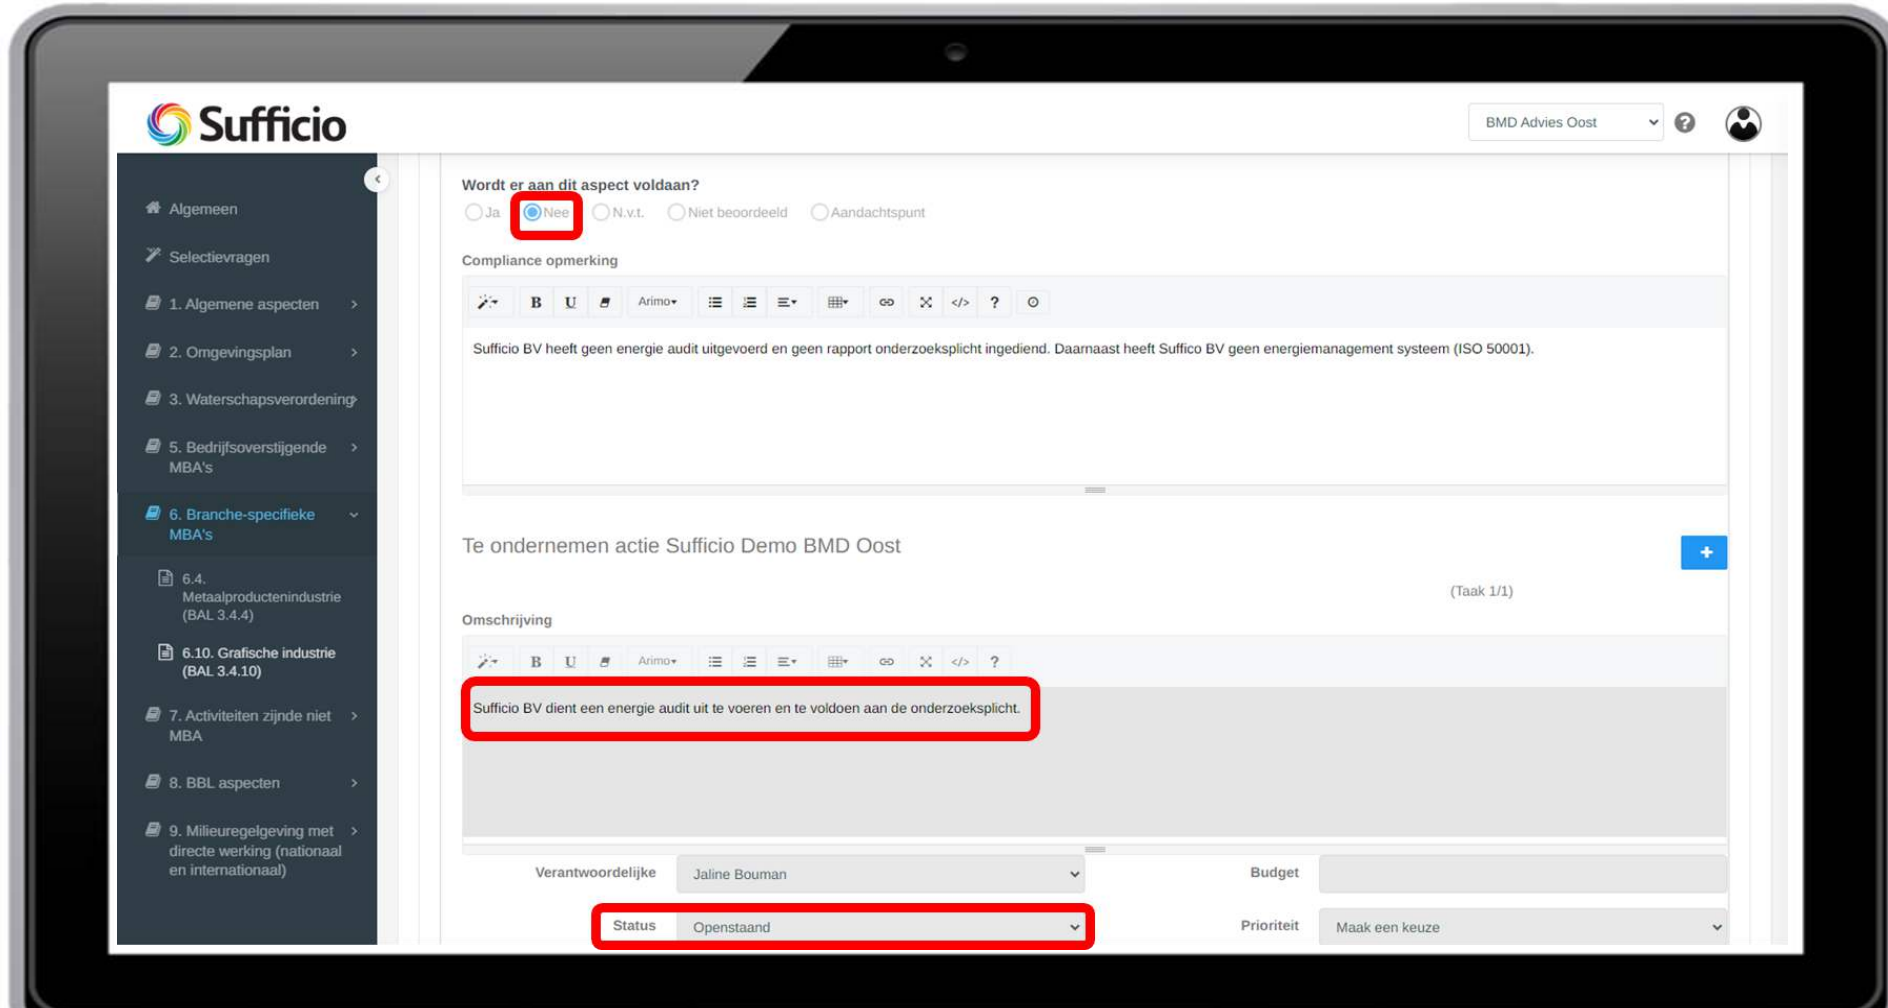 Sufficio
BMD Advies Oost
Algemeen
Selectievragen
1. Algemene aspecten
2. Omgevingsplan
3. Waterschapsverordening
5. Bedrijfsoverstijgende
MBA's
6. Branche-specifieke
MBA's
6.4.
Metaalproductenindustrie
(BAL 3.4.4)
6.10. Grafische industrie
(BAL 3.4.10)
7. Activiteiten zijnde niet
MBA
8. BBL aspecten
9. Milieuregelgeving met
directe werking (nationaal
en internationaal)
Wordt er aan dit aspect voldaan?
Ja Nee N.v.t. Niet beoordeeld Aandachtspunt
Compliance opmerking
B U Arimo </> ?
Sufficio BV heeft geen energie audit uitgevoerd en geen rapport onderzoeksplicht ingediend. Daarnaast heeft Suffico BV geen energiemanagement systeem (ISO 50001).
Te ondernemen actie Sufficio Demo BMD Oost
+
(Taak 1/1)
Omschrijving
B U Arimo </> ?
Sufficio BV dient een energie audit uit te voeren en te voldoen aan de onderzoeksplicht.
Verantwoordelijke Jaline Bouman Budget
Status Openstaand Prioriteit Maak een keuze